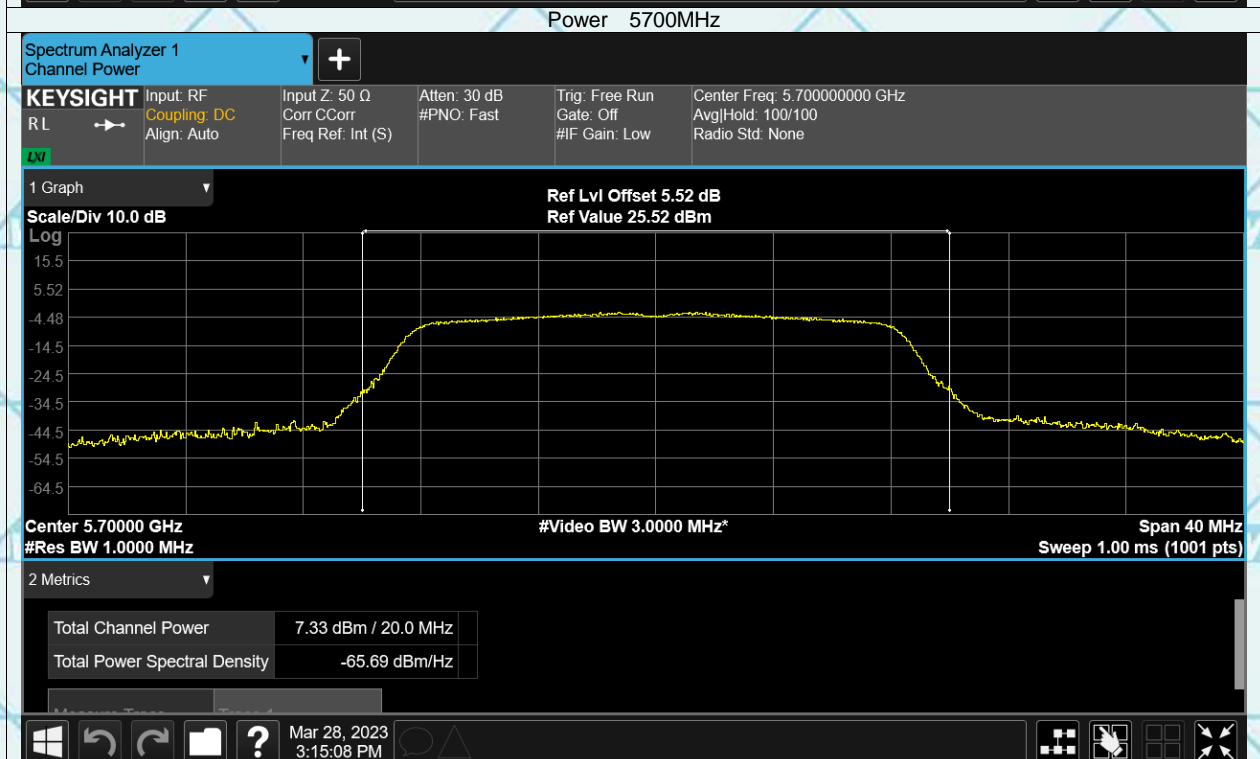 Power 5700MHz
Spectrum Analyzer 1
Channel Power
KEYSIGHT
R L
LXI
Input: RF
Coupling: DC
Align: Auto
Input Z: 50 Ω
Corr CCorr
Freq Ref: Int (S)
Atten: 30 dB
#PNO: Fast
Trig: Free Run
Gate: Off
#IF Gain: Low
Center Freq: 5.700000000 GHz
Avg|Hold: 100/100
Radio Std: None
1 Graph
Scale/Div 10.0 dB
Ref Lvl Offset 5.52 dB
Ref Value 25.52 dBm
Log
15.5
5.52
-4.48
-14.5
-24.5
-34.5
-44.5
-54.5
-64.5
Center 5.70000 GHz
#Res BW 1.0000 MHz
#Video BW 3.0000 MHz*
Span 40 MHz
Sweep 1.00 ms (1001 pts)
2 Metrics
Total Channel Power 7.33 dBm / 20.0 MHz
Total Power Spectral Density -65.69 dBm/Hz
Measure Trace Trace 1
?
Mar 28, 2023
3:15:08 PM